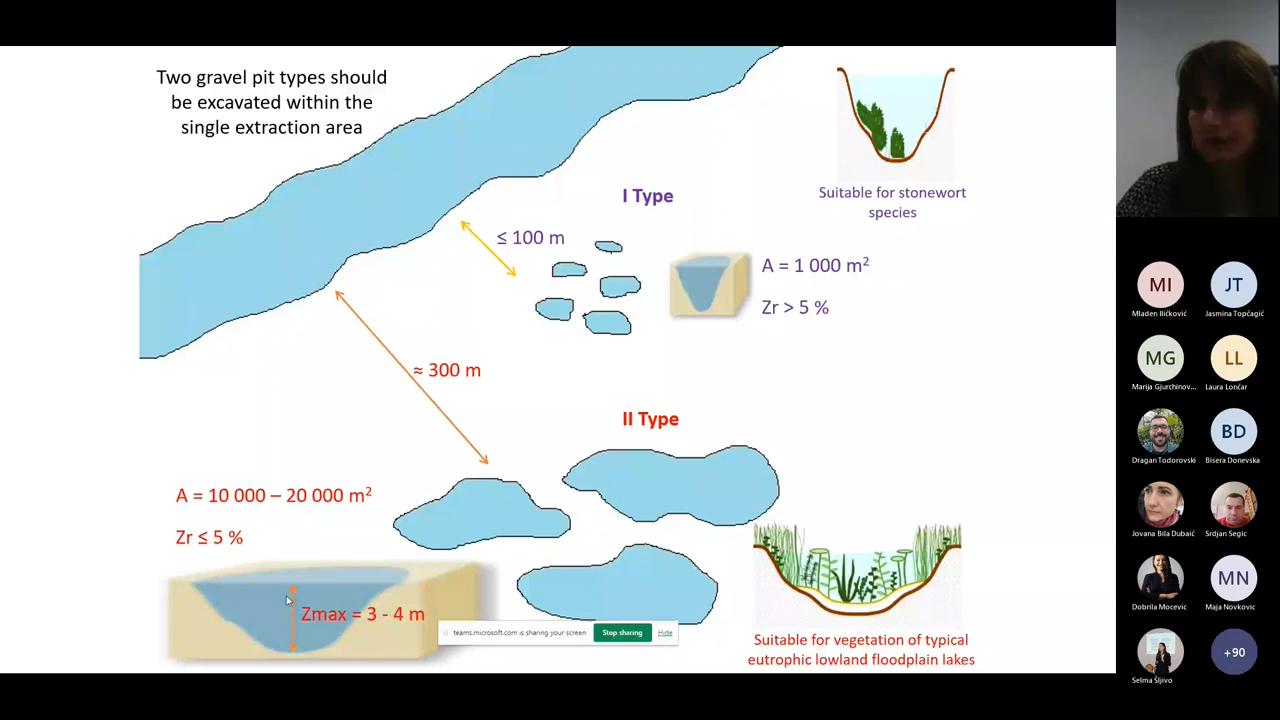 Two gravel pit types should
be excavated within the
single extraction area
I Type
≤ 100 m
A = 1 000 m²
Zr > 5 %
Suitable for stonewort
species
≈ 300 m
II Type
A = 10 000 – 20 000 m²
Zr ≤ 5 %
Zmax = 3 - 4 m
teams.microsoft.com is sharing your screen
Stop sharing
Hide
Suitable for vegetation of typical
eutrophic lowland floodplain lakes
MI
JT
Mladen Iličković
Jasmina Topčagić
MG
LL
Marija Gjurchinov...
Laura Lončar
BD
Dragan Todorovski
Bisera Donevska
Jovana Bila Dubaić
Srdjan Segic
MN
Dobrila Mocevic
Maja Novkovic
+90
Selma Šljivo